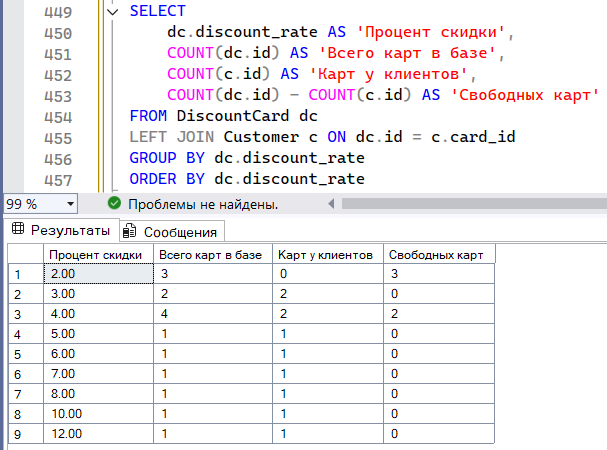 449 SELECT
450 dc.discount_rate AS 'Процент скидки',
451 COUNT(dc.id) AS 'Всего карт в базе',
452 COUNT(c.id) AS 'Карт у клиентов',
453 COUNT(dc.id) - COUNT(c.id) AS 'Свободных карт'
454 FROM DiscountCard dc
455 LEFT JOIN Customer c ON dc.id = c.card_id
456 GROUP BY dc.discount_rate
457 ORDER BY dc.discount_rate
99 % Проблемы не найдены.
Результаты Сообщения
Процент скидки Всего карт в базе Карт у клиентов Свободных карт
1 2.00 3 0 3
2 3.00 2 2 0
3 4.00 4 2 2
4 5.00 1 1 0
5 6.00 1 1 0
6 7.00 1 1 0
7 8.00 1 1 0
8 10.00 1 1 0
9 12.00 1 1 0